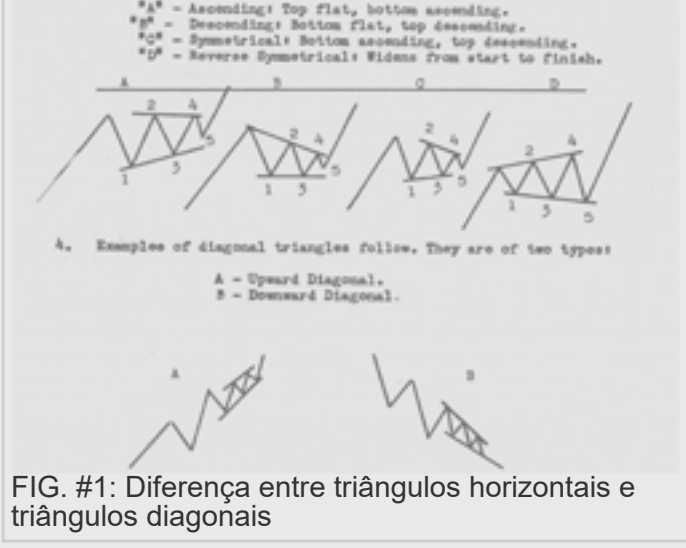 "A" - Ascending: Top flat, bottom ascending.
"B" - Descending: Bottom flat, top descending.
"C" - Symmetrical: Bottom ascending, top descending.
"D" - Reverse Symmetrical: Widens from start to finish.
A B C D
2 4 2 4 2 4 2 4
1 3 5 1 3 5 1 3 5 1 3 5
4. Examples of diagonal triangles follow. They are of two types:
A - Upward Diagonal.
B - Downward Diagonal.
A B
FIG. #1: Diferença entre triângulos horizontais e
triângulos diagonais